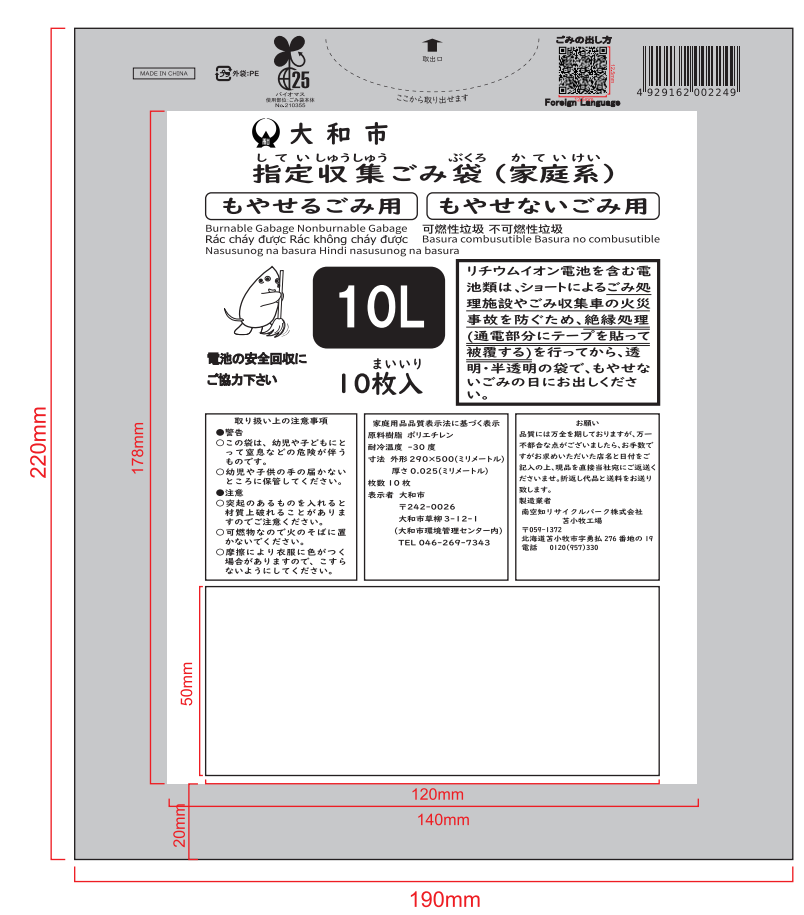 ごみの出し方
取出口
MADE IN CHINA
外袋:PE
25
バイオマス
使用部位:ごみ袋本体
No.210355
ここから取り出せます
Foreign Language
4 929162 002249
大和市
していしゅうしゅう ぶくろ かていけい
指定収集ごみ袋(家庭系)
もやせるごみ用 もやせないごみ用
Burnable Gabage Nonburnable Gabage 可燃性垃圾 不可燃性垃圾
Rác cháy được Rác không cháy được Basura combusutible Basura no combusutible
Nasusunog na basura Hindi nasusunog na basura
10L
電池の安全回収に
ご協力下さい
まいいり
10枚入
リチウムイオン電池を含む電
池類は、ショートによるごみ処
理施設やごみ収集車の火災
事故を防ぐため、絶縁処理
(通電部分にテープを貼って
被覆する)を行ってから、透
明・半透明の袋で、もやせな
いごみの日にお出しくださ
い。
取り扱い上の注意事項
●警告
○この袋は、幼児や子どもにと
って窒息などの危険が伴う
ものです。
○幼児や子供の手の届かない
ところに保管してください。
●注意
○突起のあるものを入れると
材質上破れることがありま
すのでご注意ください。
○可燃物なので火のそばに置
かないでください。
○摩擦により衣服に色がつく
場合がありますので、こすら
ないようにしてください。
家庭用品品質表示法に基づく表示
原料樹脂 ポリエチレン
耐冷温度 -30度
寸法 外形290×500(ミリメートル)
厚さ0.025(ミリメートル)
枚数10枚
表示者 大和市
〒242-0026
大和市草柳3-12-1
(大和市環境管理センター内)
TEL 046-269-7343
お願い
品質には万全を期しておりますが、万一
不都合な点がございましたら、お手数で
すがお求めいただいた店名と日付をご
記入の上、現品を直接当社宛にご返送く
ださいませ。折返し代品と送料をお送り
致します。
製造業者
南空知リサイクルパーク株式会社
苫小牧工場
〒059-1372
北海道苫小牧市字勇払276番地の19
電話 0120(957)330
220mm
178mm
50mm
20mm
120mm
140mm
190mm